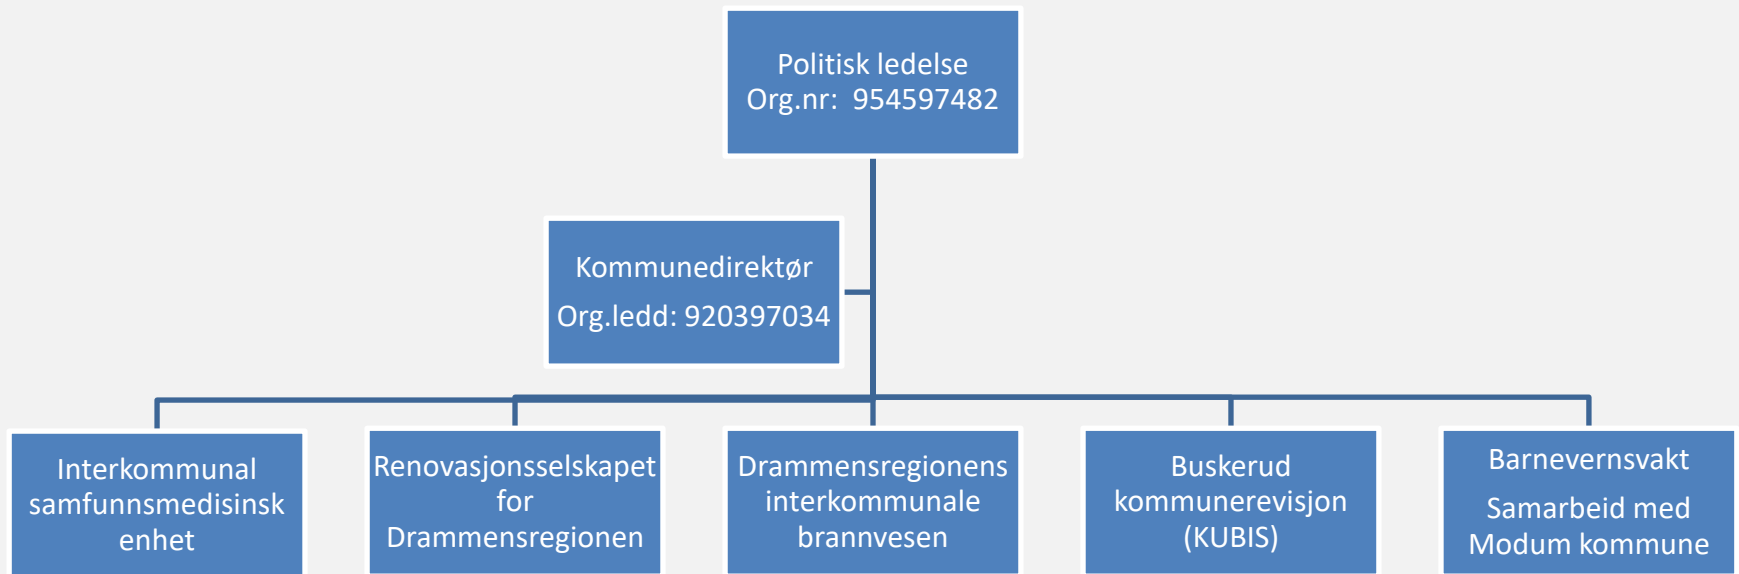 Politisk ledelse
Org.nr:  954597482
Kommunedirektør
Org.ledd: 920397034
Interkommunal
samfunnsmedisinsk
enhet
Renovasjonsselskapet
for
Drammensregionen
Drammensregionens
interkommunale
brannvesen
Buskerud
kommunerevisjon
(KUBIS)
Barnevernsvakt
Samarbeid med
Modum kommune